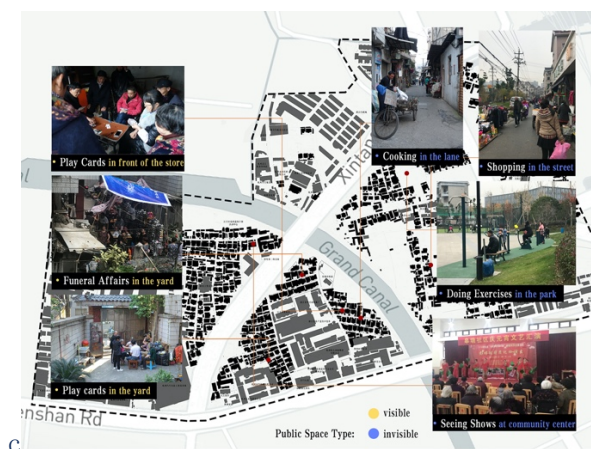 • Play Cards in front of the store
• Cooking in the lane
• Shopping in the street
Xintan
• Funeral Affairs in the yard
Grand Canal
• Doing Exercises in the park
• Play cards in the yard
enshan Rd
visible
Public Space Type:
invisible
• Seeing Shows at community center
C